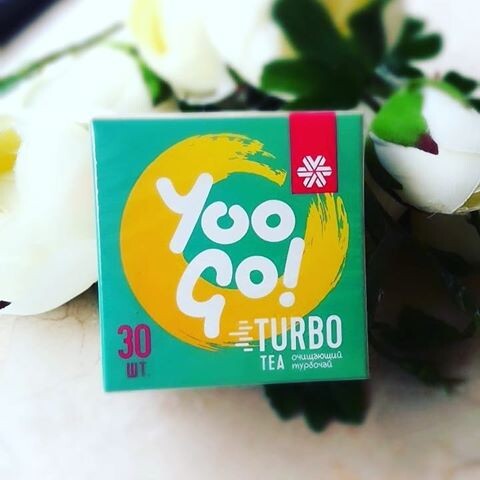 Yoo
Go!
TURBO
TEA очищающий
турбочай
30
ШТ.